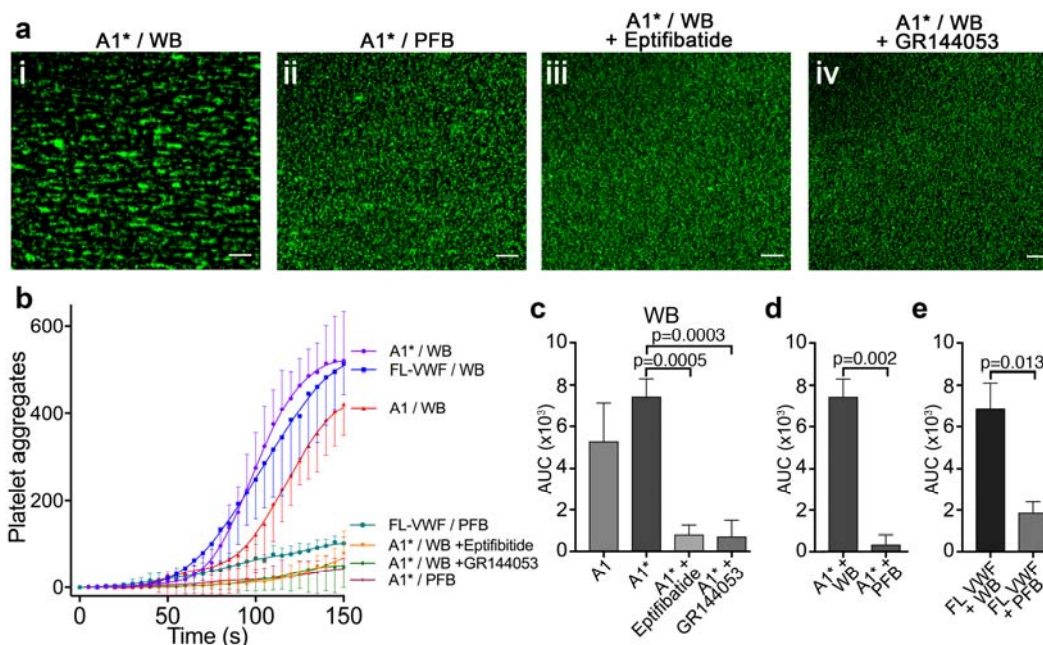 a
A1* / WB
A1* / PFB
A1* / WB
+ Eptifibatide
A1* / WB
+ GR144053
i
ii
iii
iv
b
Platelet aggregates
600
400
200
0
0
50
100
150
Time (s)
A1* / WB
FL-VWF / WB
A1 / WB
FL-VWF / PFB
A1* / WB +Eptifibitide
A1* / WB +GR144053
A1* / PFB
c
WB
AUC (x10³)
10
8
6
4
2
0
p=0.0003
p=0.0005
A1
A1*
A1* +
Eptifibatide
A1* +
GR144053
d
AUC (x10³)
10
8
6
4
2
0
p=0.002
A1* +
WB
A1* +
PFB
e
AUC (x10³)
10
8
6
4
2
0
p=0.013
FL VWF
+ WB
FL VWF
+ PFB